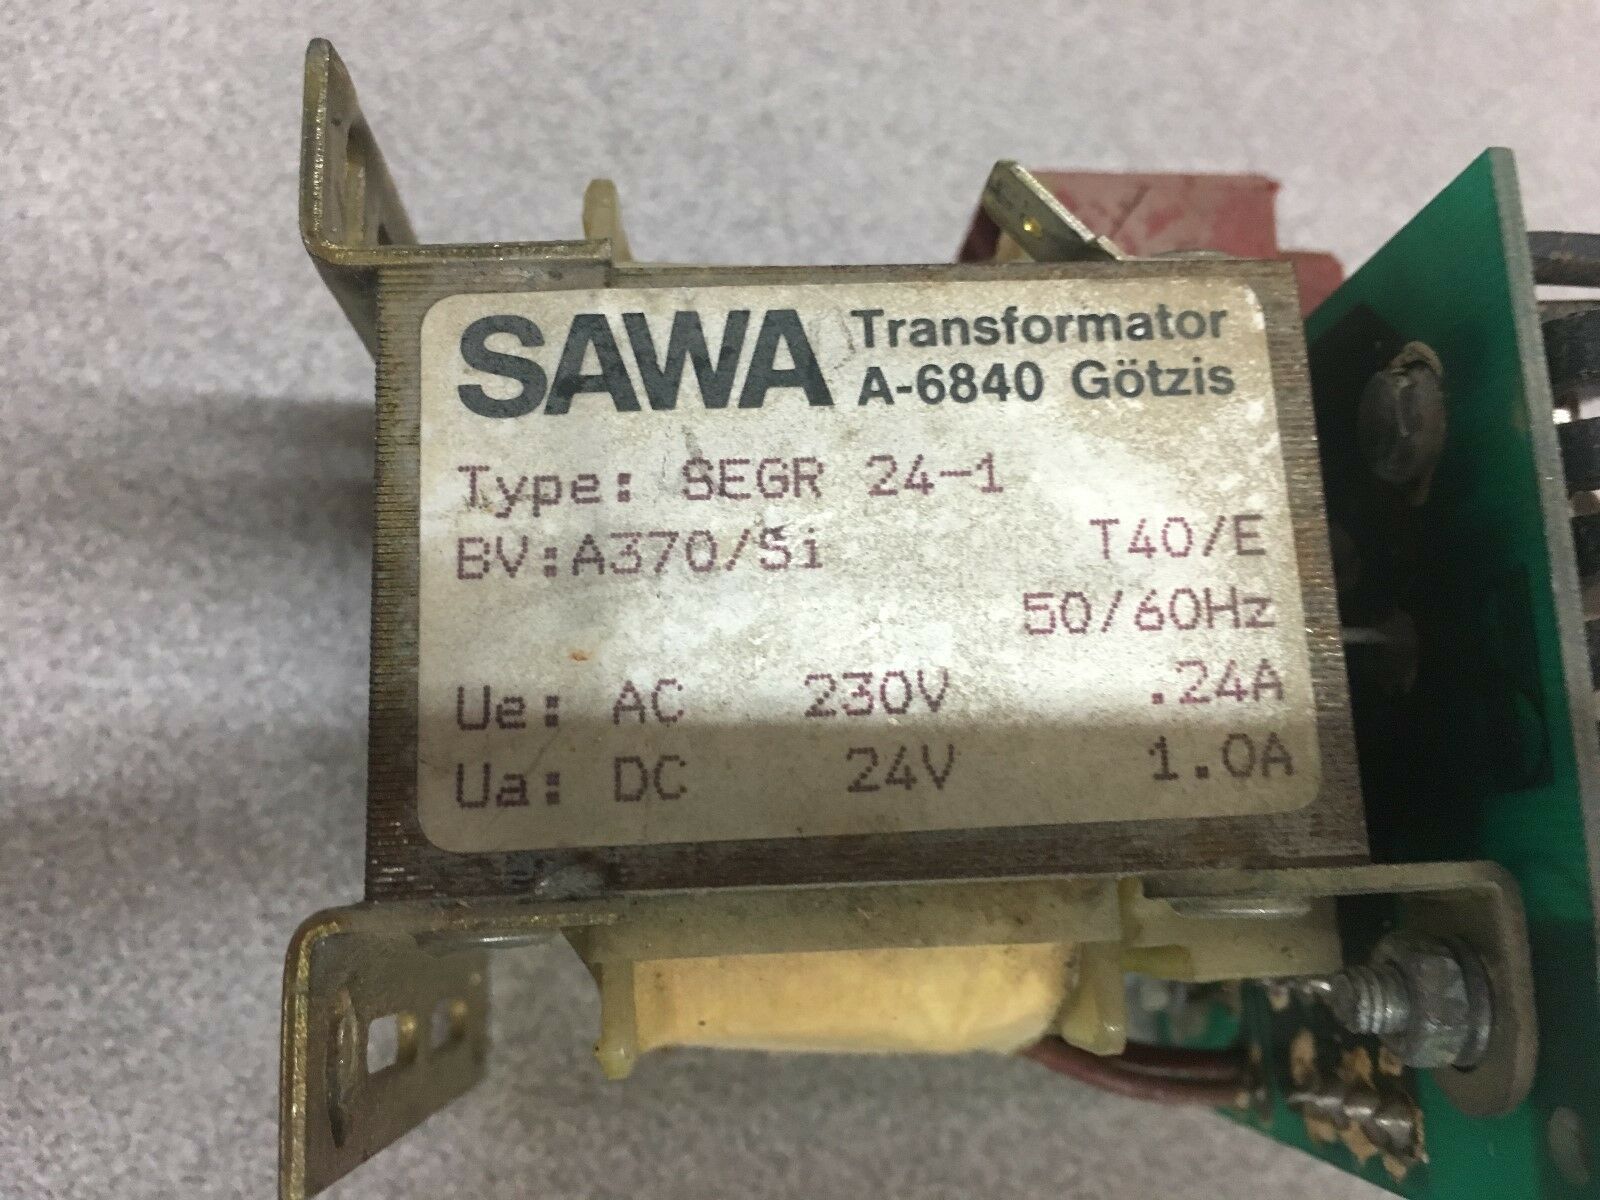 SAWA Transformator
A-6840 Götzis
Type: SEGR 24-1
BV:A370/Si T40/E
50/60Hz
Ue: AC 230V .24A
Ua: DC 24V 1.0A